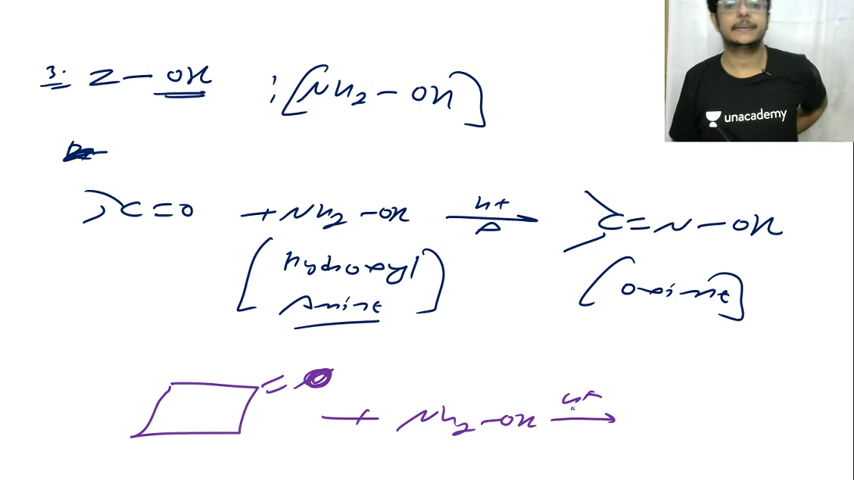 3. Z — OH : [NH2 — OH]
>C=O + NH2 — OH H+ Δ >C=N — OH
[hydroxyl Amine] [oxime]
=O + NH2 — OH H+
unacademy